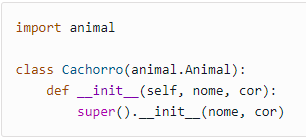 import animal
class Cachorro(animal.Animal):
    def __init__(self, nome, cor):
        super().__init__(nome, cor)